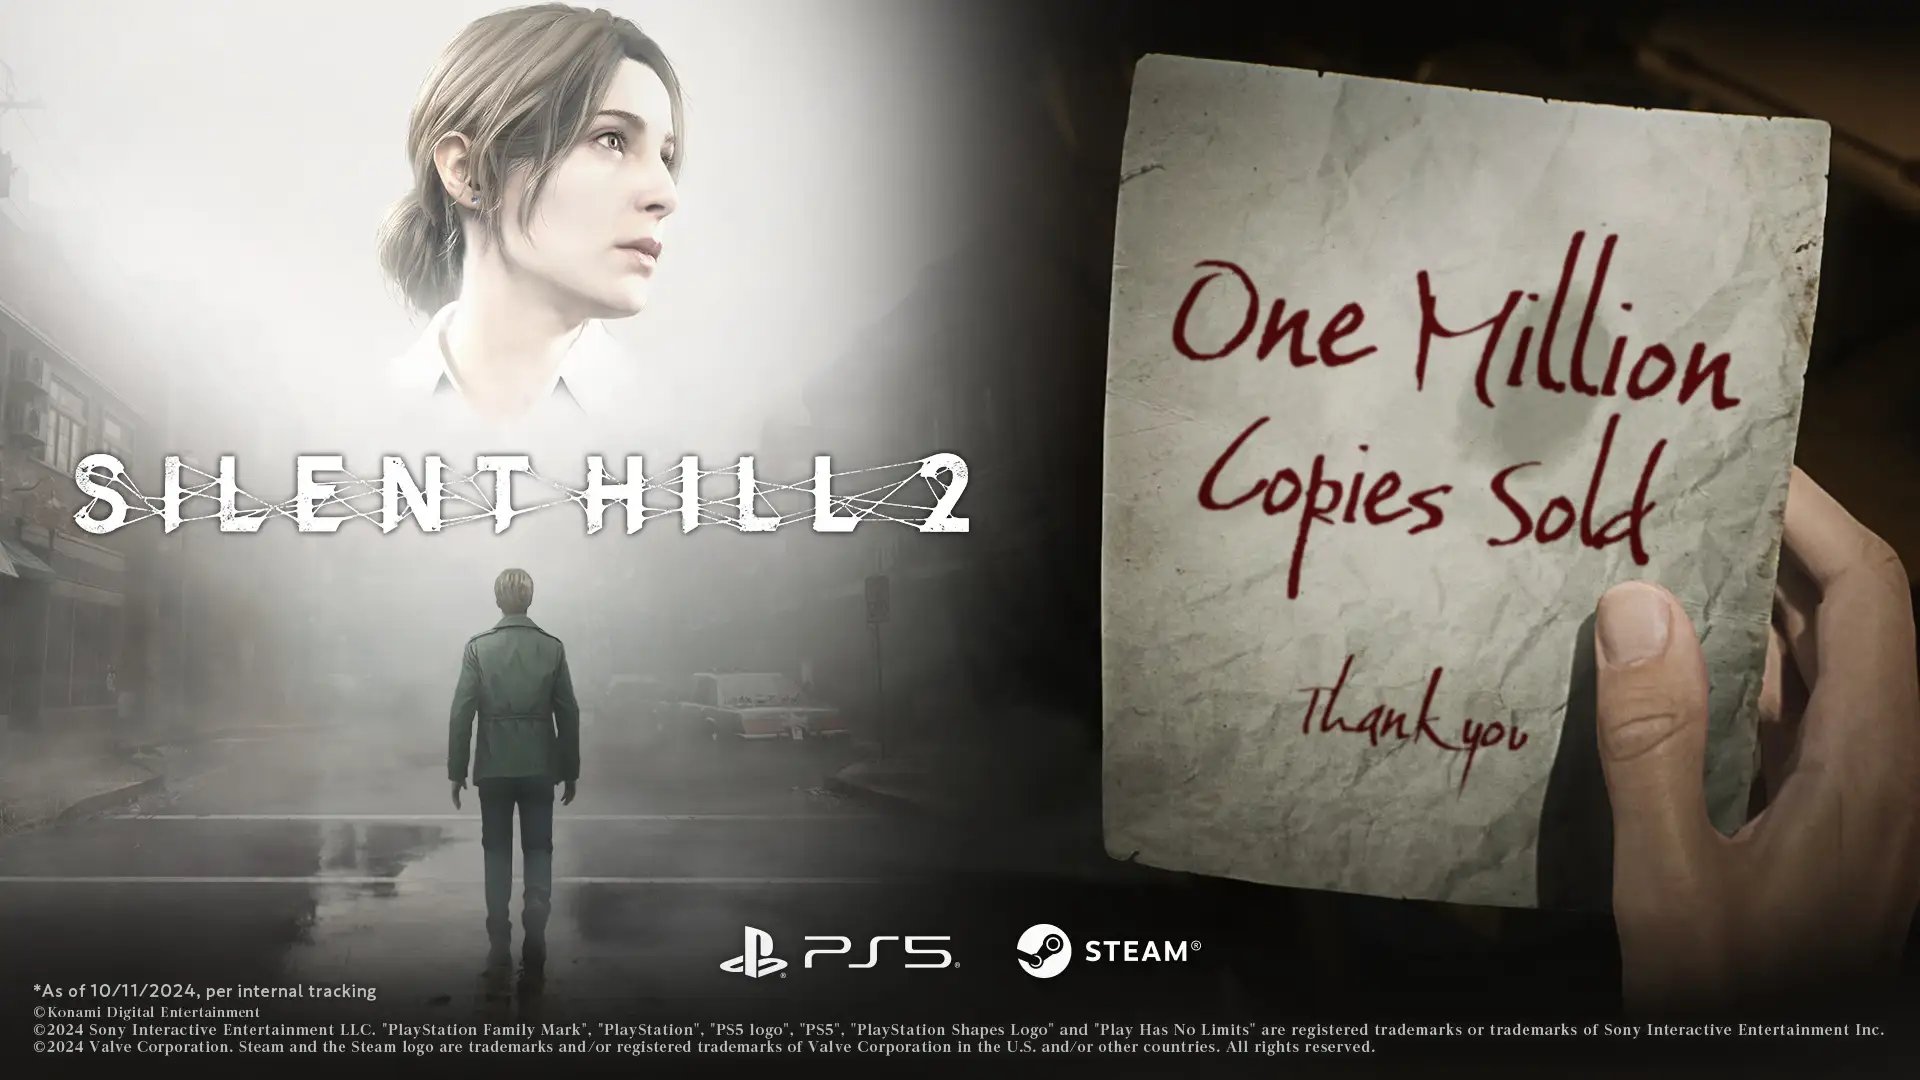 SILENT HILL 2
One Million
Copies Sold
Thank you
PS5
STEAM®
*As of 10/11/2024, per internal tracking
©Konami Digital Entertainment
©2024 Sony Interactive Entertainment LLC. "PlayStation Family Mark", "PlayStation", "PS5 logo", "PS5", "PlayStation Shapes Logo" and "Play Has No Limits" are registered trademarks or trademarks of Sony Interactive Entertainment Inc.
©2024 Valve Corporation. Steam and the Steam logo are trademarks and/or registered trademarks of Valve Corporation in the U.S. and/or other countries. All rights reserved.